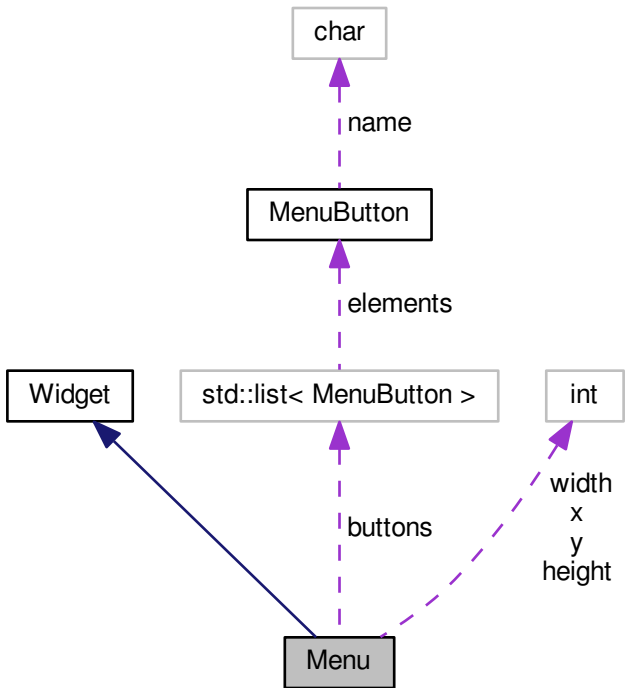 char
name
MenuButton
elements
Widget
std::list< MenuButton >
int
width
x
y
height
buttons
Menu